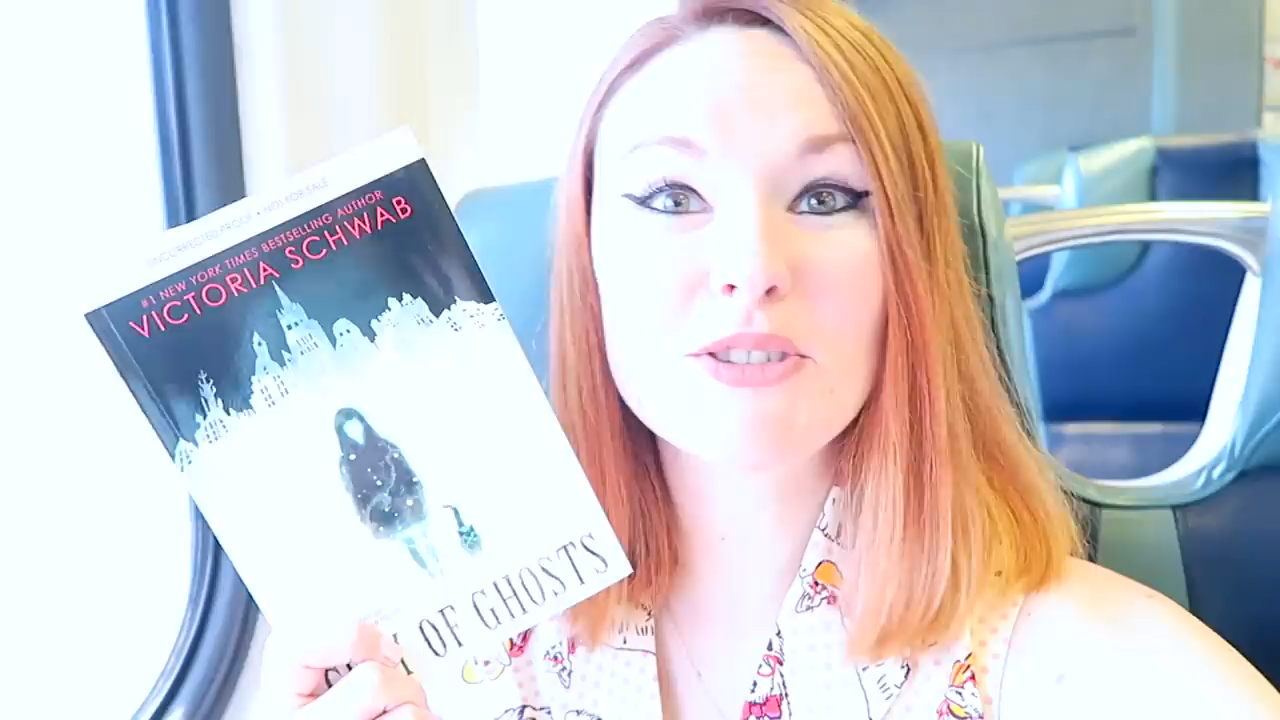 UNCORRECTED PROOF • NOT FOR SALE
#1 NEW YORK TIMES BESTSELLING AUTHOR
VICTORIA SCHWAB
OF GHOSTS